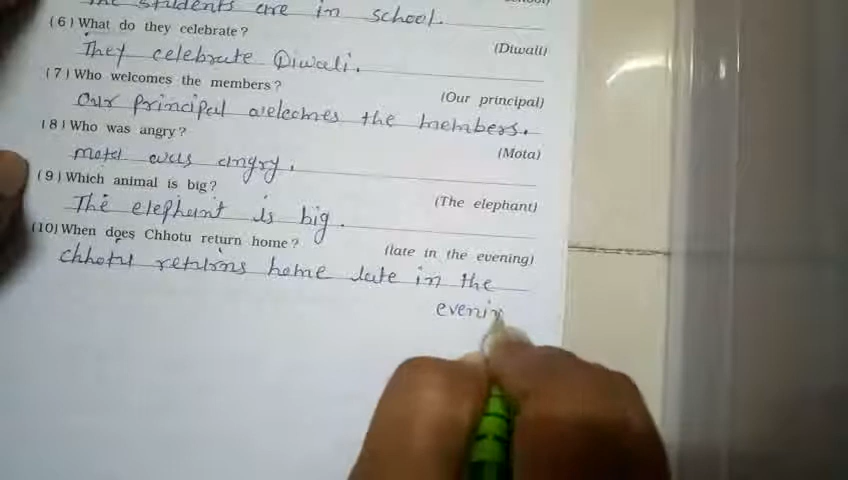 students are in school.
(6) What do they celebrate? (Diwali)
They celebrate Diwali.
(7) Who welcomes the members? (Our principal)
Our principal welcomes the members.
(8) Who was angry? (Mota)
Mota was angry.
(9) Which animal is big? (The elephant)
The elephant is big.
(10) When does Chhotu return home? (late in the evening)
Chhotu returns home late in the
evenin